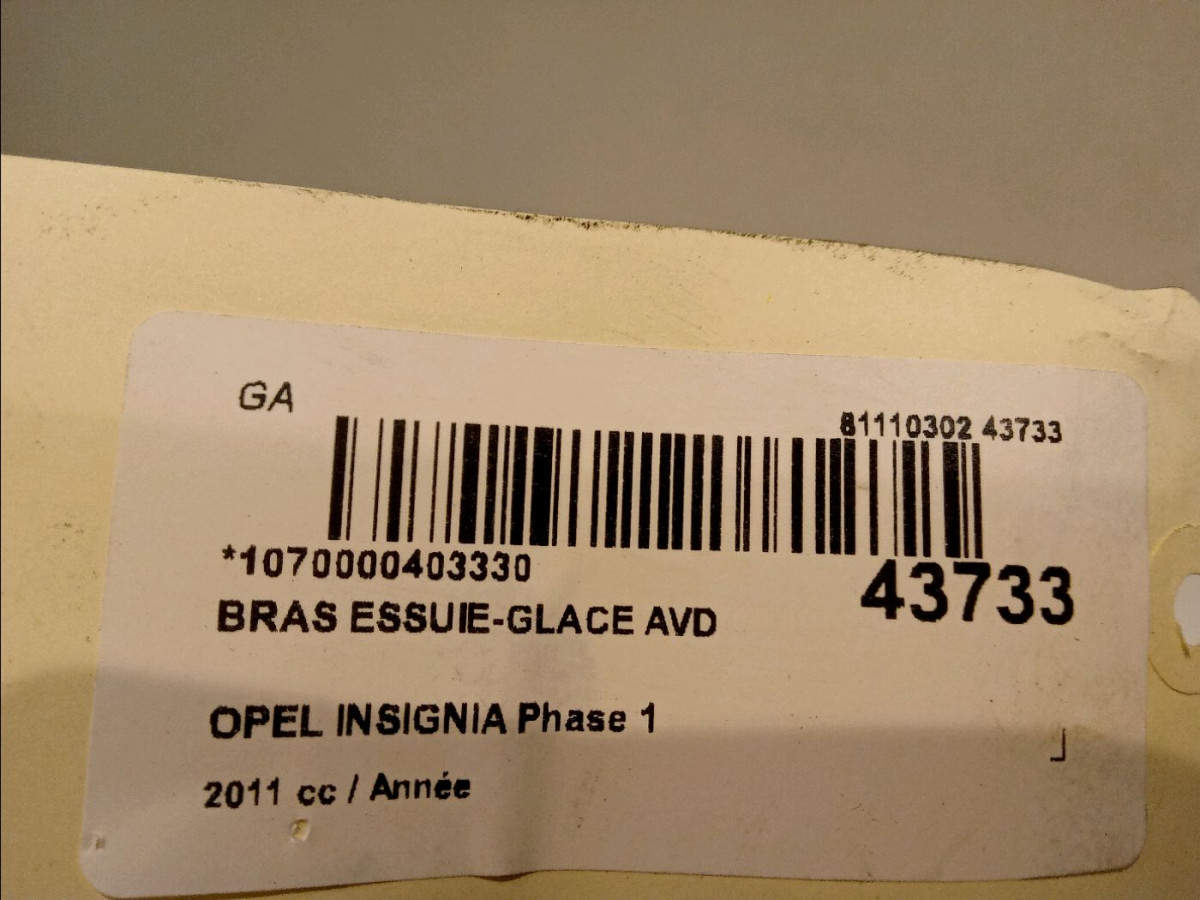 GA
81110302 43733
*1070000403330
43733
BRAS ESSUIE-GLACE AVD
OPEL INSIGNIA Phase 1
2011 cc / Année